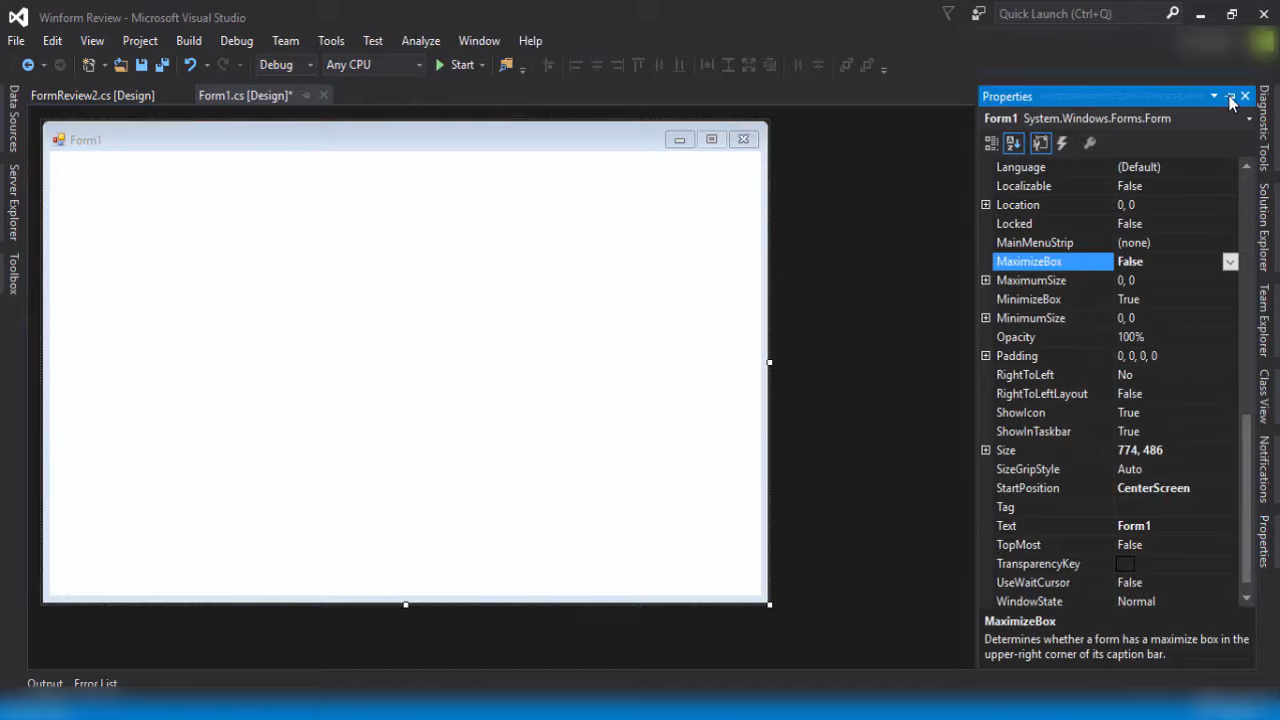 Winform Review - Microsoft Visual Studio
Quick Launch (Ctrl+Q)
File Edit View Project Build Debug Team Tools Test Analyze Window Help
Debug Any CPU Start
FormReview2.cs [Design] Form1.cs [Design]*
Data Sources
Server Explorer
Toolbox
Form1
Properties
Form1 System.Windows.Forms.Form
Language (Default)
Localizable False
Location 0, 0
Locked False
MainMenuStrip (none)
MaximizeBox False
MaximumSize 0, 0
MinimizeBox True
MinimumSize 0, 0
Opacity 100%
Padding 0, 0, 0, 0
RightToLeft No
RightToLeftLayout False
ShowIcon True
ShowInTaskbar True
Size 774, 486
SizeGripStyle Auto
StartPosition CenterScreen
Tag
Text Form1
TopMost False
TransparencyKey
UseWaitCursor False
WindowState Normal
MaximizeBox
Determines whether a form has a maximize box in the
upper-right corner of its caption bar.
Diagnostic Tools
Solution Explorer
Team Explorer
Class View
Notifications
Properties
Output Error List